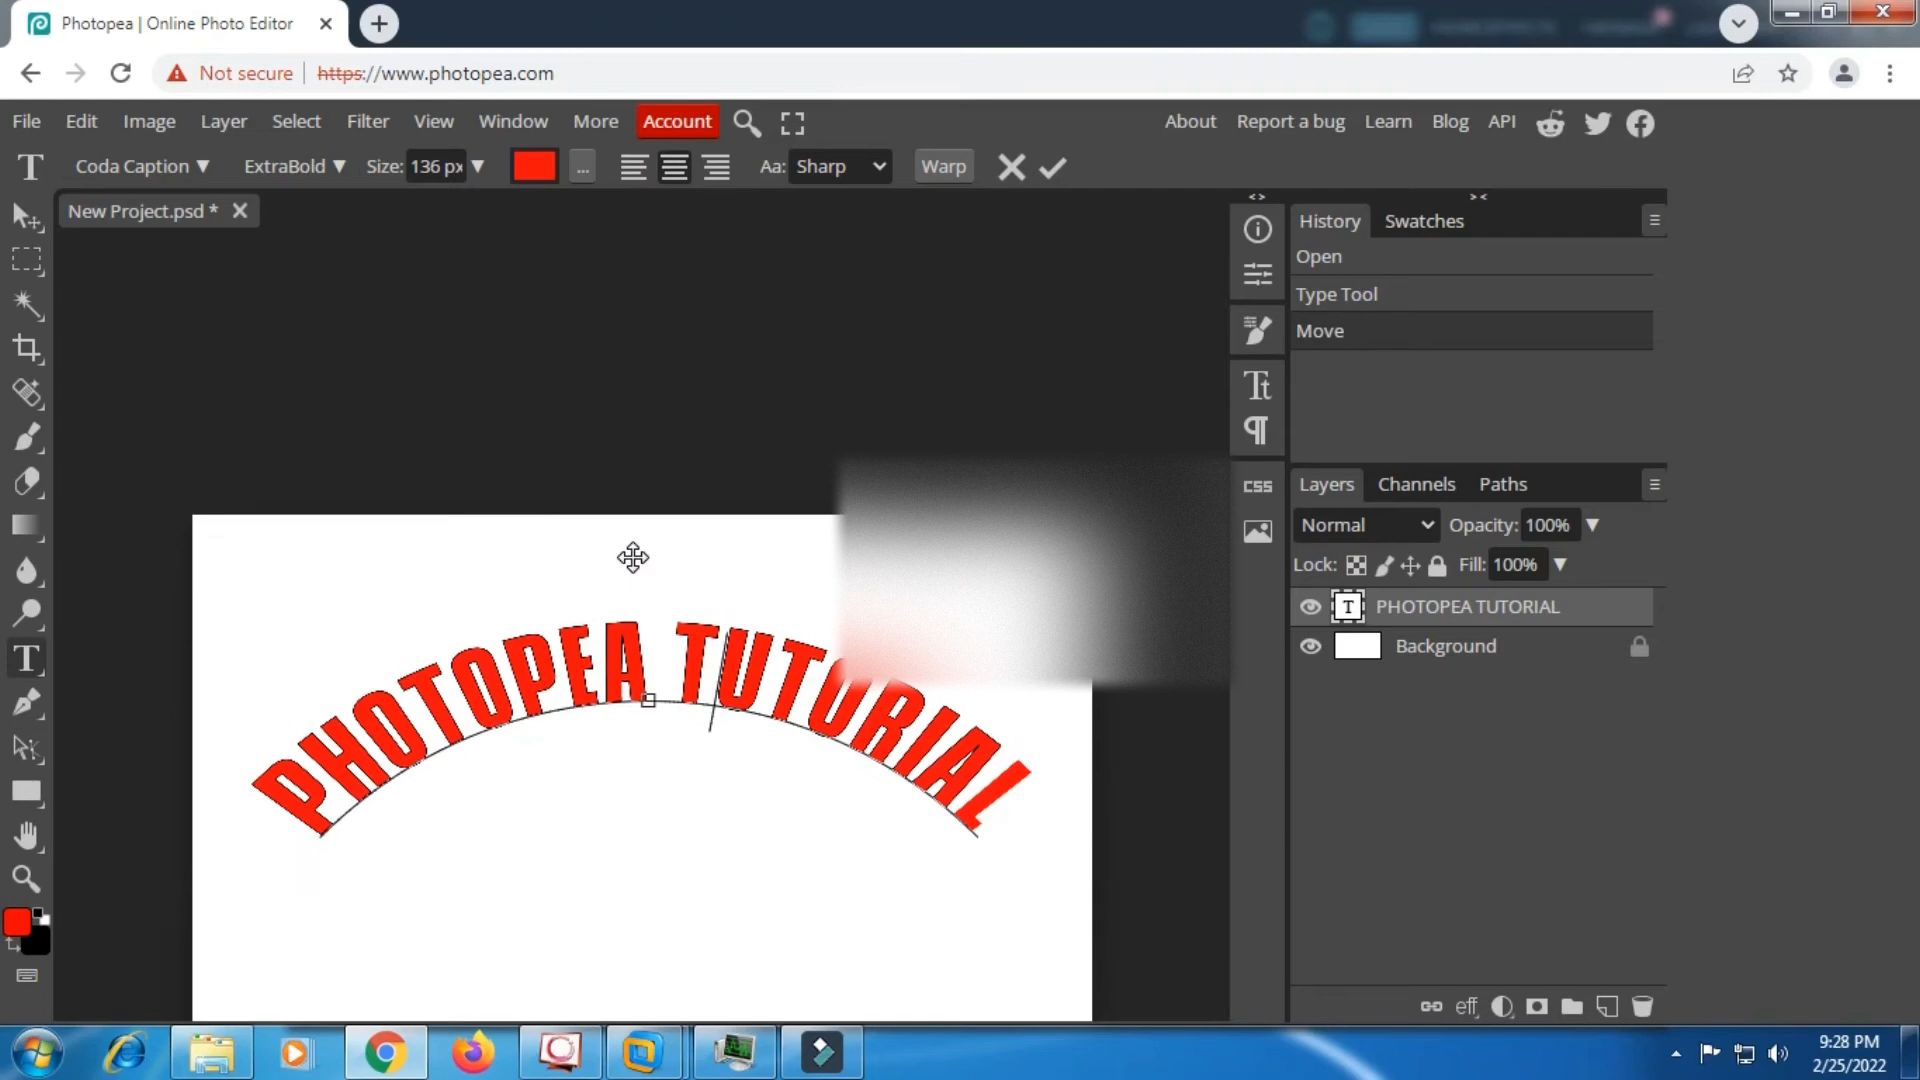 Photopea | Online Photo Editor
Not secure https://www.photopea.com
File Edit Image Layer Select Filter View Window More Account About Report a bug Learn Blog API
T Coda Caption ExtraBold Size: 136 px ... Aa: Sharp Warp
New Project.psd *
History Swatches
Open
Type Tool
Move
CSS
Layers Channels Paths
Normal Opacity: 100%
Lock: Fill: 100%
T PHOTOPEA TUTORIAL
Background
PHOTOPEA TUTORIAL
eff
9:28 PM
2/25/2022